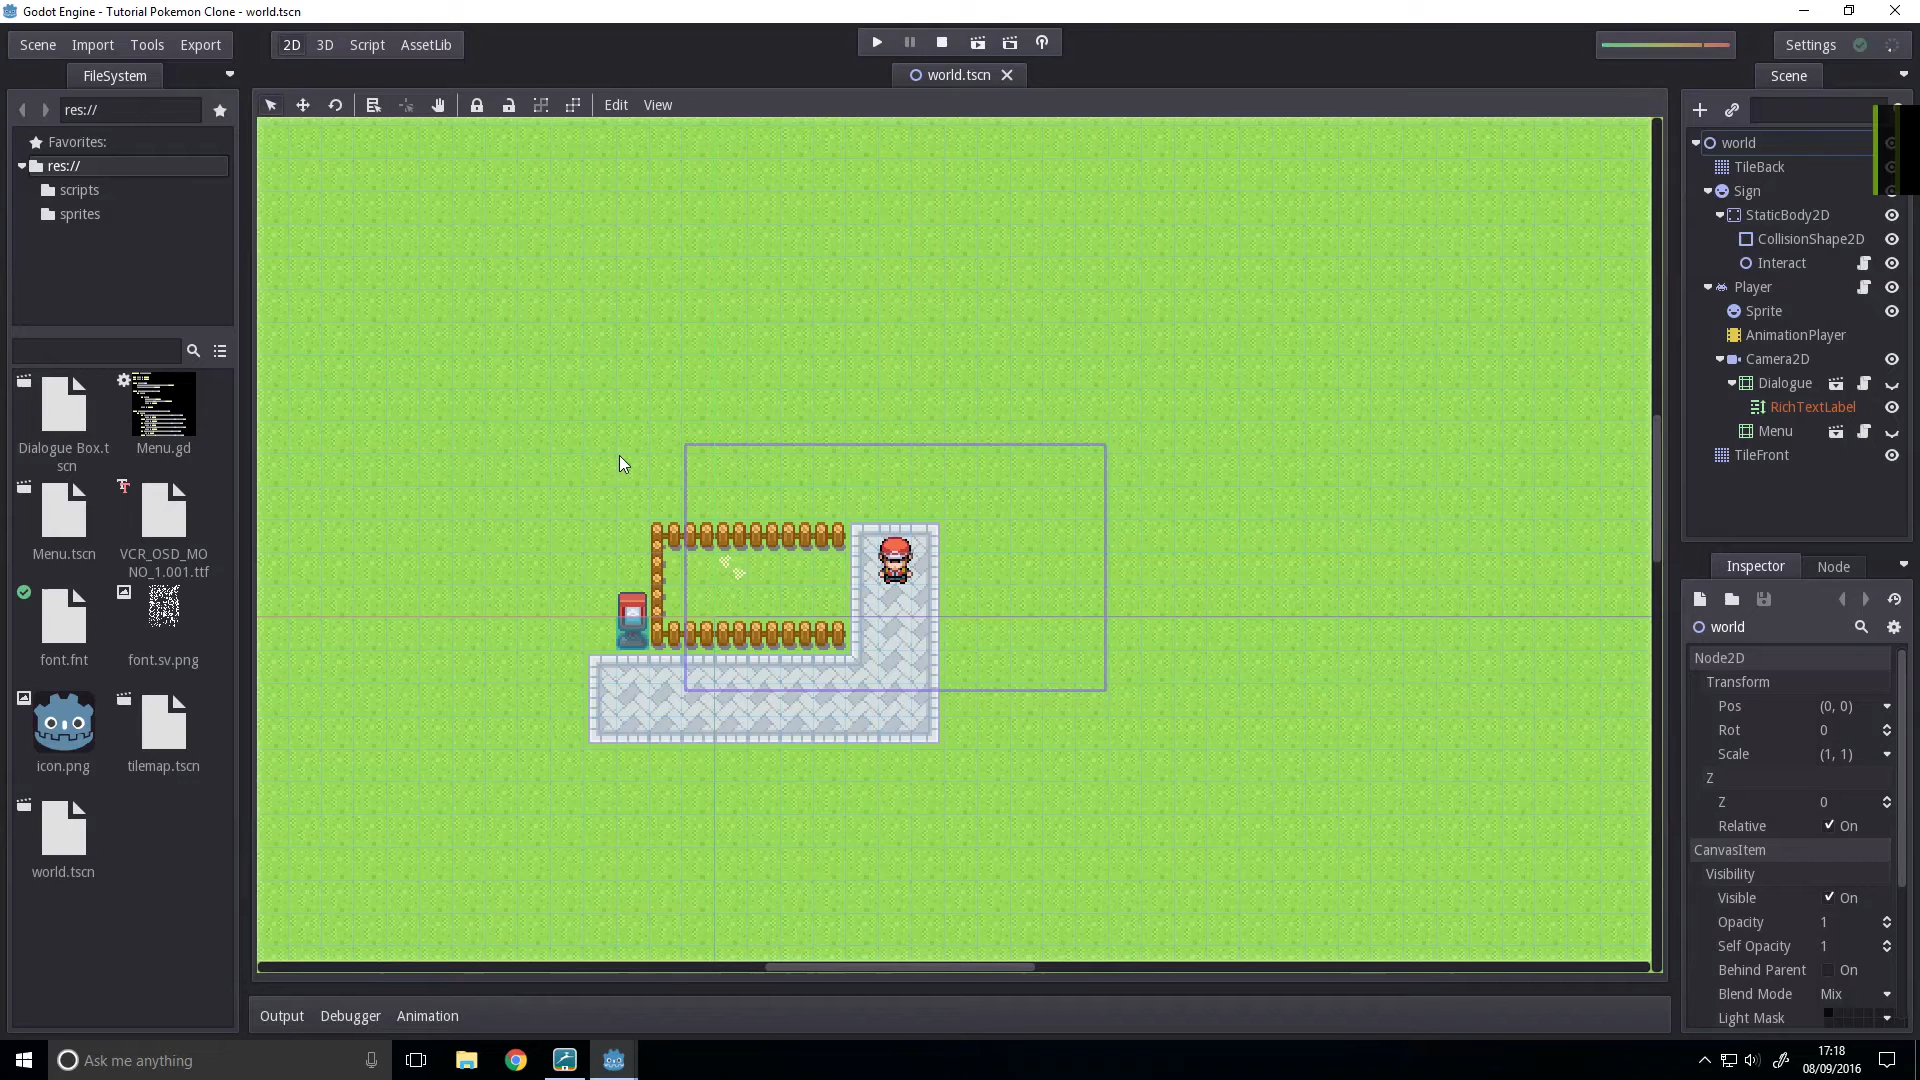 Godot Engine - Tutorial Pokemon Clone - world.tscn
Scene Import Tools Export
2D 3D Script AssetLib
Settings
FileSystem
world.tscn
Scene
res://
Edit View
Favorites:
res://
scripts
sprites
Dialogue Box.t
scn
Menu.gd
Menu.tscn
VCR_OSD_MO
NO_1.001.ttf
font.fnt
font.sv.png
icon.png
tilemap.tscn
world.tscn
world
TileBack
Sign
StaticBody2D
CollisionShape2D
Interact
Player
Sprite
AnimationPlayer
Camera2D
Dialogue
RichTextLabel
Menu
TileFront
Inspector Node
world
Node2D
Transform
Pos (0, 0)
Rot 0
Scale (1, 1)
Z
Z 0
Relative On
CanvasItem
Visibility
Visible On
Opacity 1
Self Opacity 1
Behind Parent On
Blend Mode Mix
Light Mask
Output Debugger Animation
Ask me anything
17:18
08/09/2016